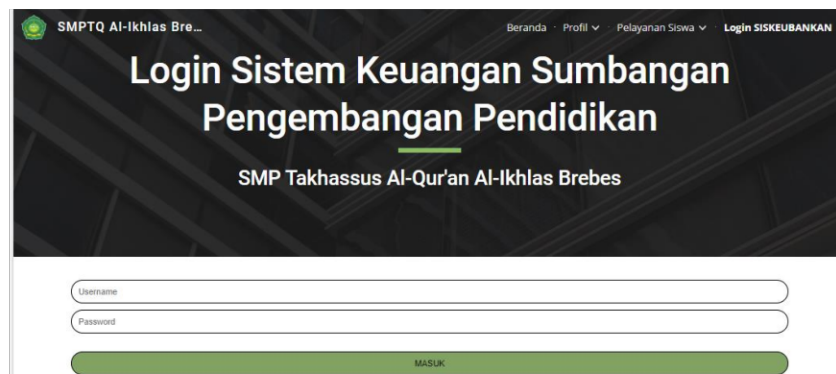 SMPTQ Al-Ikhlas Bre...
Beranda Profil Pelayanan Siswa Login SISKEUBANKAN
Login Sistem Keuangan Sumbangan
Pengembangan Pendidikan
SMP Takhassus Al-Qur'an Al-Ikhlas Brebes
Username
Password
MASUK